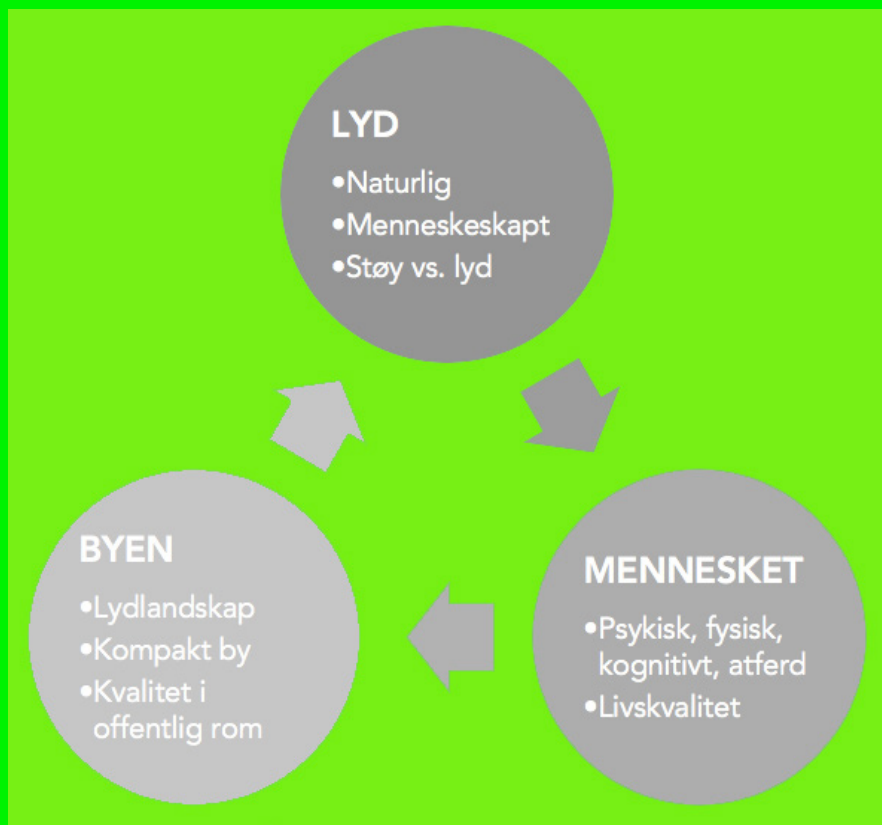 LYD
•Naturlig
•Menneskeskapt
•Støy vs. lyd
MENNESKET
•Psykisk, fysisk,
kognitivt, atferd
•Livskvalitet
BYEN
•Lydlandskap
•Kompakt by
•Kvalitet i
offentlig rom